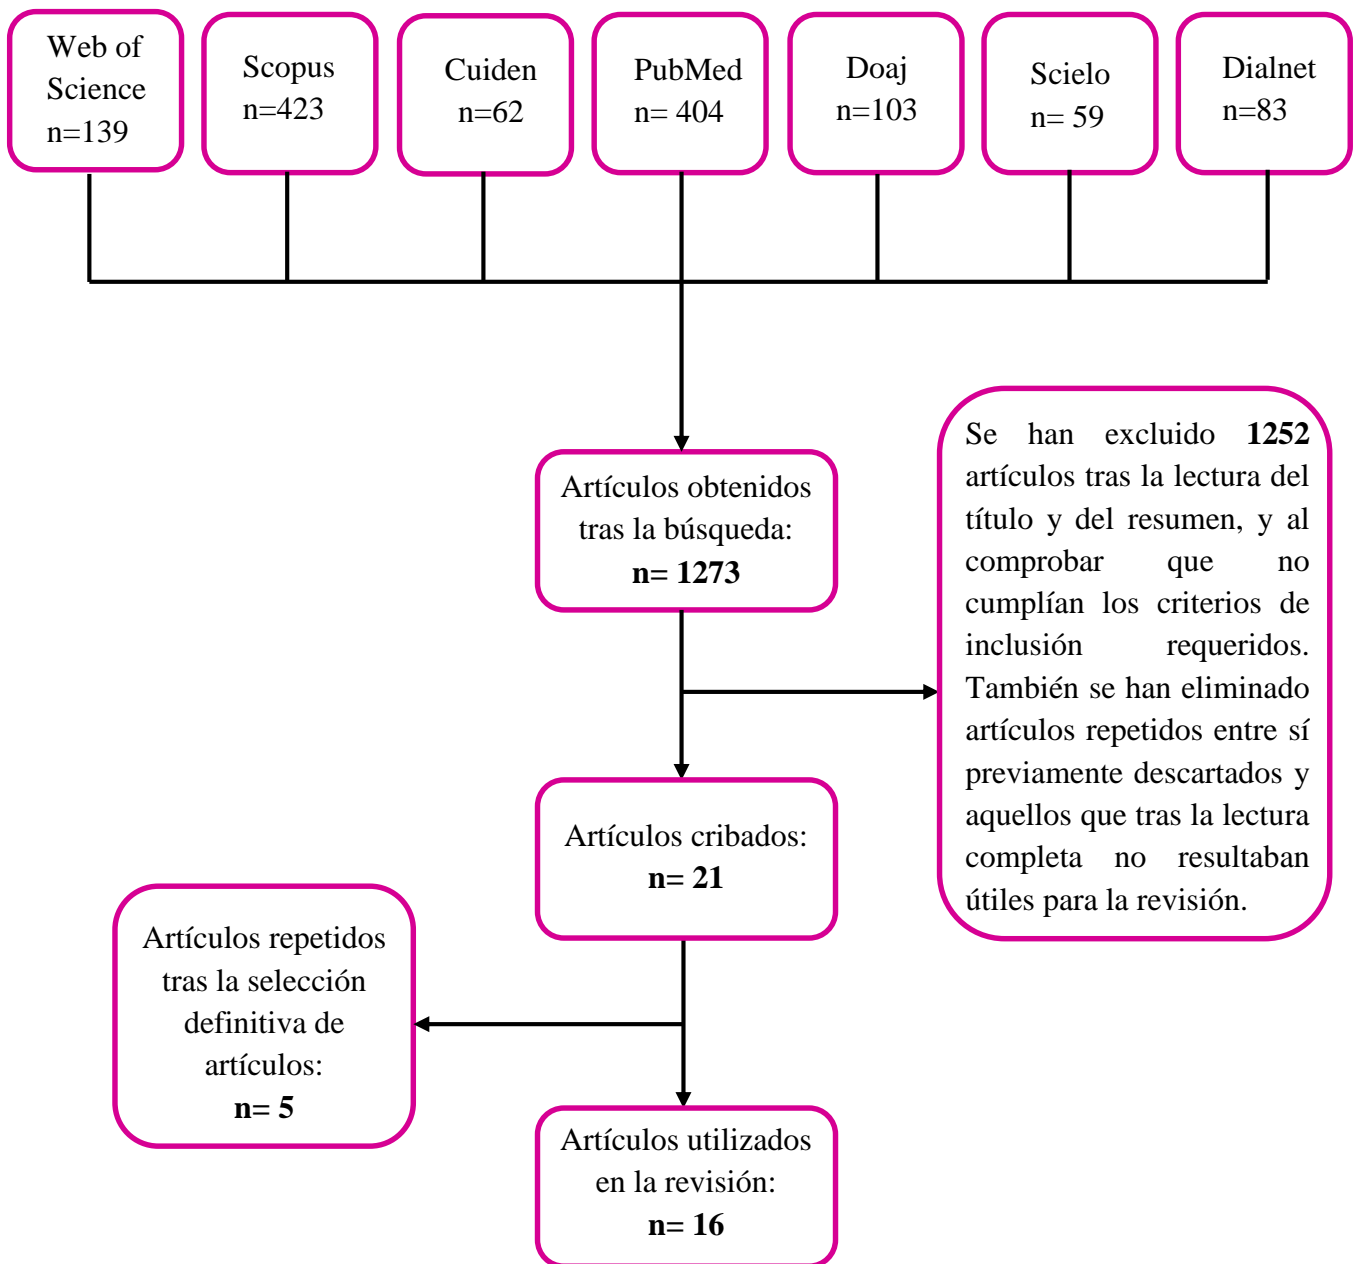 Web of
Science
n=139
Scopus
n=423
Cuiden
n=62
PubMed
n= 404
Doaj
n=103
Scielo
n= 59
Dialnet
n=83
Artículos obtenidos
tras la búsqueda:
n= 1273
Se han excluido 1252
artículos tras la lectura del
título y del resumen, y al
comprobar que no
cumplían los criterios de
inclusión requeridos.
También se han eliminado
artículos repetidos entre sí
previamente descartados y
aquellos que tras la lectura
completa no resultaban
útiles para la revisión.
Artículos cribados:
n= 21
Artículos repetidos
tras la selección
definitiva de
artículos:
n= 5
Artículos utilizados
en la revisión:
n= 16